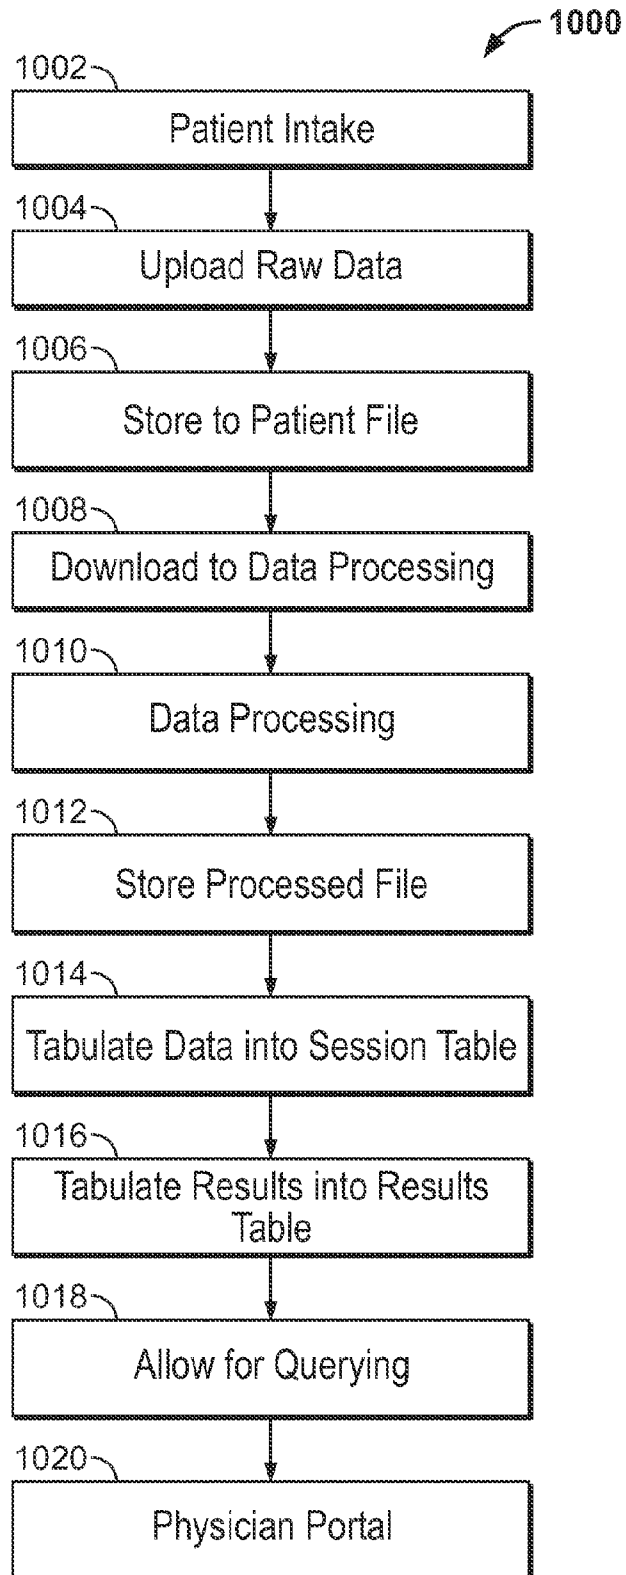 1000
1002
Patient Intake
1004
Upload Raw Data
1006
Store to Patient File
1008
Download to Data Processing
1010
Data Processing
1012
Store Processed File
1014
Tabulate Data into Session Table
1016
Tabulate Results into Results
Table
1018
Allow for Querying
1020
Physician Portal